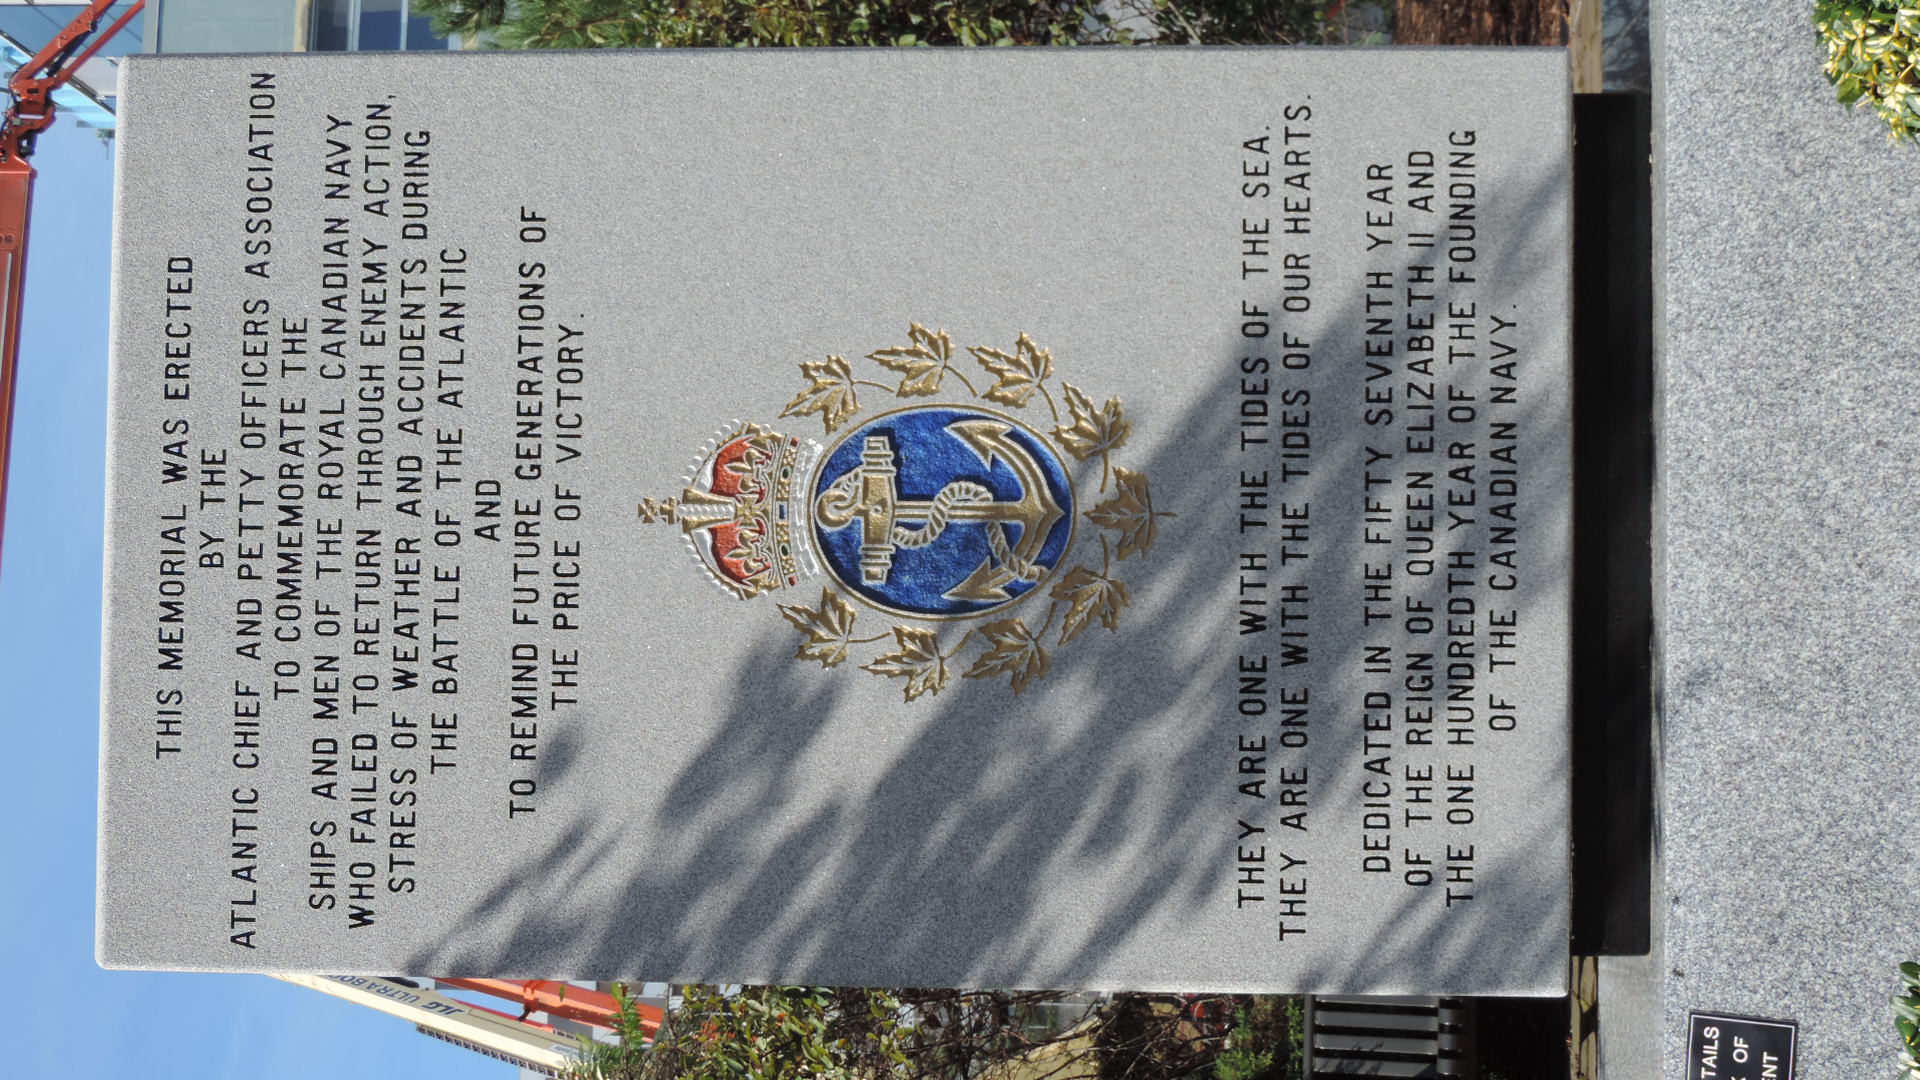 THIS MEMORIAL WAS ERECTED
BY THE
ATLANTIC CHIEF AND PETTY OFFICERS ASSOCIATION
TO COMMEMORATE THE
SHIPS AND MEN OF THE ROYAL CANADIAN NAVY
WHO FAILED TO RETURN THROUGH ENEMY ACTION,
STRESS OF WEATHER AND ACCIDENTS DURING
THE BATTLE OF THE ATLANTIC
AND
TO REMIND FUTURE GENERATIONS OF
THE PRICE OF VICTORY.
THEY ARE ONE WITH THE TIDES OF THE SEA.
THEY ARE ONE WITH THE TIDES OF OUR HEARTS.
DEDICATED IN THE FIFTY SEVENTH YEAR
OF THE REIGN OF QUEEN ELIZABETH II AND
THE ONE HUNDREDTH YEAR OF THE FOUNDING
OF THE CANADIAN NAVY.
JLG
OF